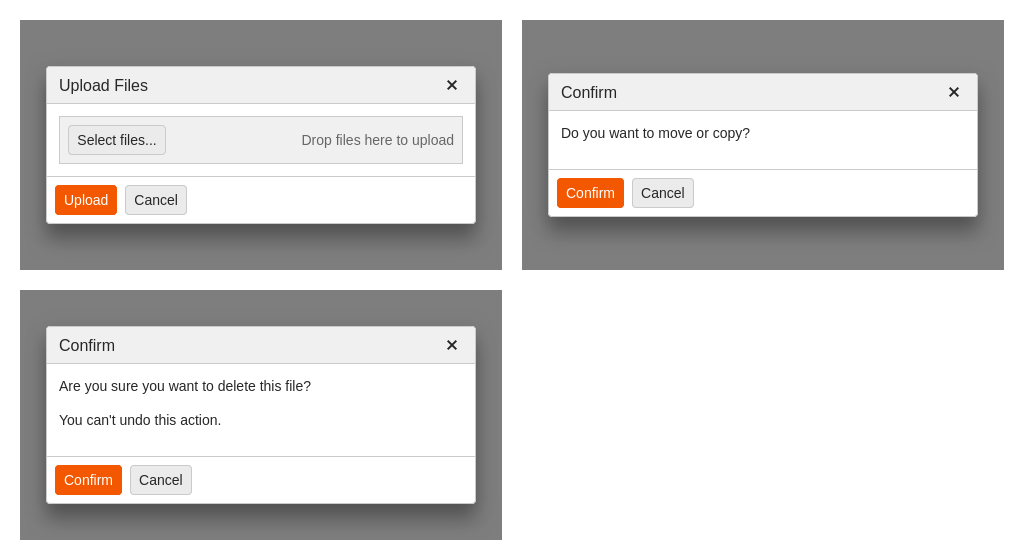 Upload Files ✕
Select files... Drop files here to upload
Upload Cancel
Confirm ✕
Do you want to move or copy?
Confirm Cancel
Confirm ✕
Are you sure you want to delete this file?
You can't undo this action.
Confirm Cancel